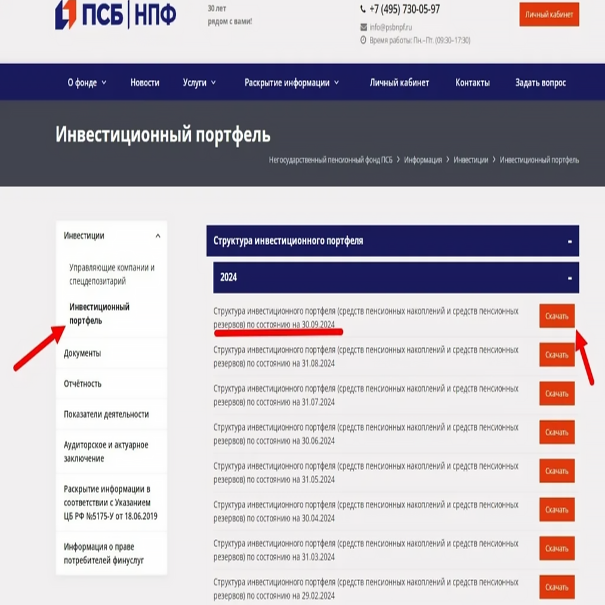 ПСБ НПФ
30 лет
рядом с вами!
+7 (495) 730-05-97
info@psbnpf.ru
Время работы: Пн.–Пт. (09:30–17:30)
Личный кабинет
О фонде Новости Услуги Раскрытие информации Личный кабинет Контакты Задать вопрос
Инвестиционный портфель
Негосударственный пенсионный фонд ПСБ > Информация > Инвестиции > Инвестиционный портфель
Инвестиции
Управляющие компании и
спецдепозитарий
Инвестиционный
портфель
Документы
Отчётность
Показатели деятельности
Аудиторское и актуарное
заключение
Раскрытие информации в
соответствии с Указанием
ЦБ РФ №5175-У от 18.06.2019
Информация о праве
потребителей финуслуг
Структура инвестиционного портфеля -
2024 -
Структура инвестиционного портфеля (средств пенсионных накоплений и средств пенсионных
резервов) по состоянию на 30.09.2024
Скачать
Структура инвестиционного портфеля (средств пенсионных накоплений и средств пенсионных
резервов) по состоянию на 31.08.2024
Скачать
Структура инвестиционного портфеля (средств пенсионных накоплений и средств пенсионных
резервов) по состоянию на 31.07.2024
Скачать
Структура инвестиционного портфеля (средств пенсионных накоплений и средств пенсионных
резервов) по состоянию на 30.06.2024
Скачать
Структура инвестиционного портфеля (средств пенсионных накоплений и средств пенсионных
резервов) по состоянию на 31.05.2024
Скачать
Структура инвестиционного портфеля (средств пенсионных накоплений и средств пенсионных
резервов) по состоянию на 30.04.2024
Скачать
Структура инвестиционного портфеля (средств пенсионных накоплений и средств пенсионных
резервов) по состоянию на 31.03.2024
Скачать
Структура инвестиционного портфеля (средств пенсионных накоплений и средств пенсионных
резервов) по состоянию на 29.02.2024
Скачать